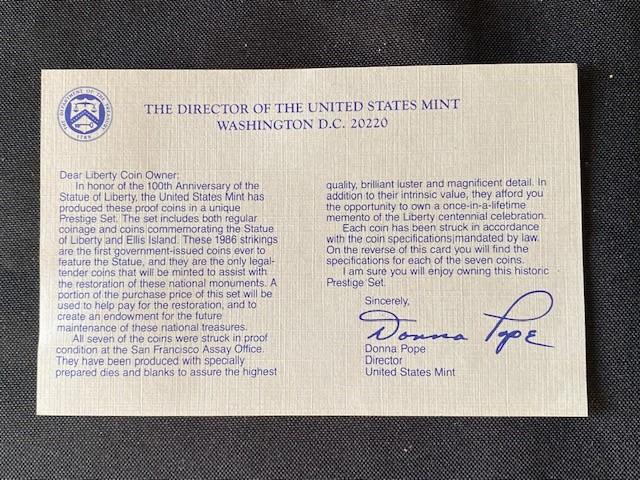 THE DEPARTMENT OF THE TREASURY
1789
THE DIRECTOR OF THE UNITED STATES MINT
WASHINGTON D.C. 20220
Dear Liberty Coin Owner:
In honor of the 100th Anniversary of the
Statue of Liberty, the United States Mint has
produced these proof coins in a unique
Prestige Set. The set includes both regular
coinage and coins commemorating the Statue
of Liberty and Ellis Island. These 1986 strikings
are the first government-issued coins ever to
feature the Statue, and they are the only legal-
tender coins that will be minted to assist with
the restoration of these national monuments. A
portion of the purchase price of this set will be
used to help pay for the restoration, and to
create an endowment for the future
maintenance of these national treasures.
All seven of the coins were struck in proof
condition at the San Francisco Assay Office.
They have been produced with specially
prepared dies and blanks to assure the highest
quality, brilliant luster and magnificent detail. In
addition to their intrinsic value, they afford you
the opportunity to own a once-in-a-lifetime
memento of the Liberty centennial celebration.
Each coin has been struck in accordance
with the coin specifications mandated by law.
On the reverse of this card you will find the
specifications for each of the seven coins.
I am sure you will enjoy owning this historic
Prestige Set.
Sincerely,
Donna Pope
Donna Pope
Director
United States Mint